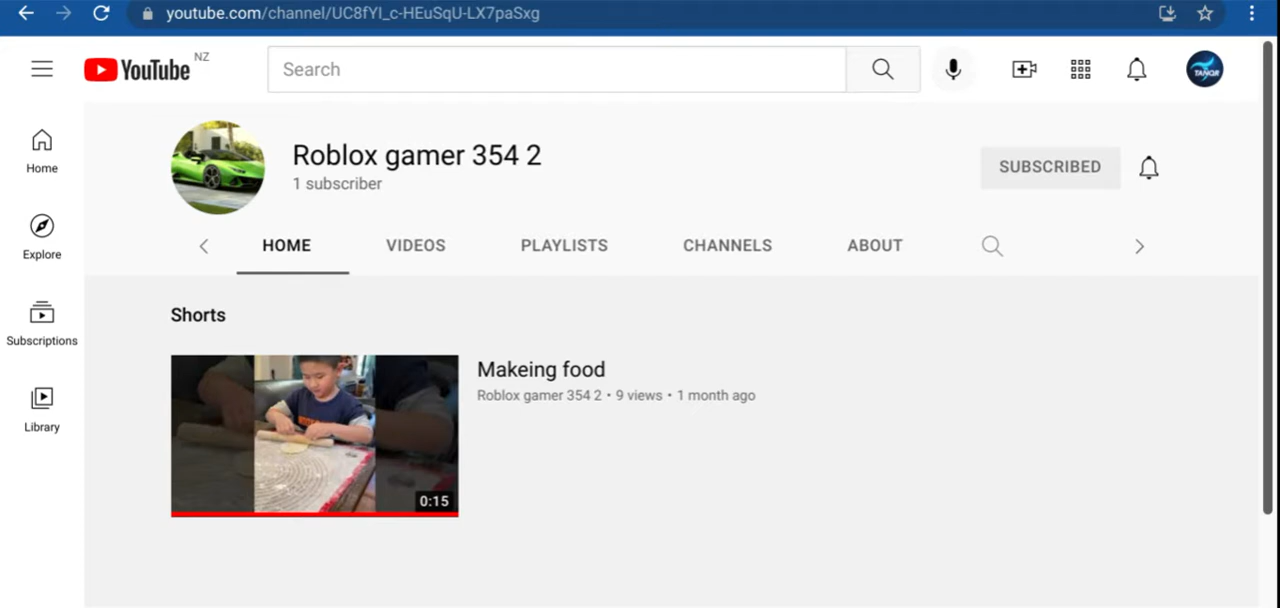 youtube.com/channel/UC8fYI_c-HEuSqU-LX7paSxg
YouTube NZ
Search
TANQR
Home
Explore
Subscriptions
Library
Roblox gamer 354 2
1 subscriber
SUBSCRIBED
HOME VIDEOS PLAYLISTS CHANNELS ABOUT
Shorts
Makeing food
Roblox gamer 354 2 • 9 views • 1 month ago
0:15